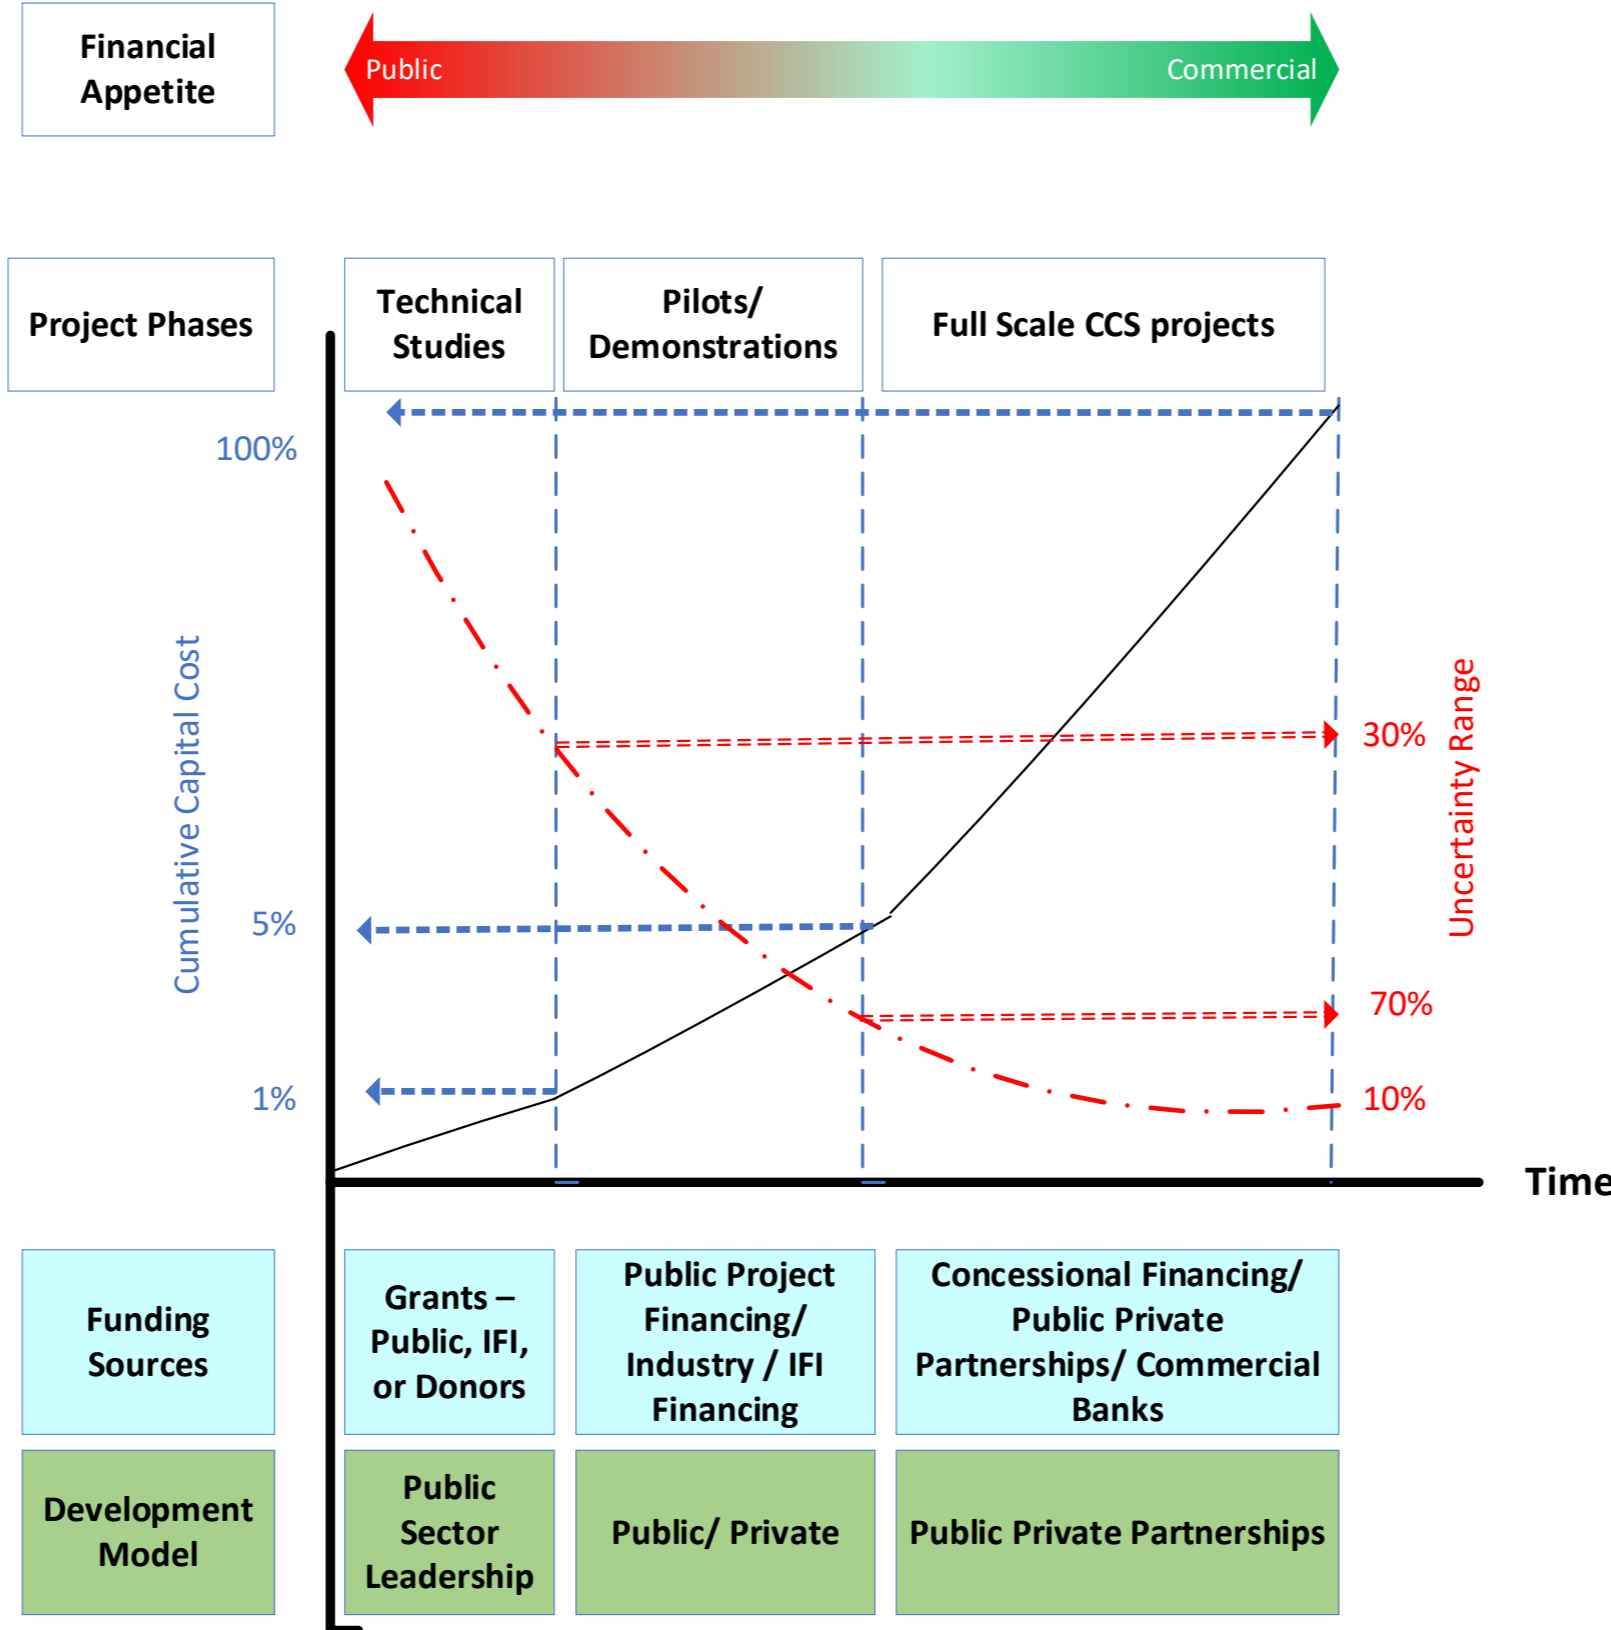 Financial
Appetite
Public
Commercial
Project Phases
Technical
Studies
Pilots/
Demonstrations
Full Scale CCS projects
100%
5%
1%
Cumulative Capital Cost
30%
70%
10%
Uncertainty Range
Time
Funding
Sources
Grants –
Public, IFI,
or Donors
Public Project
Financing/
Industry / IFI
Financing
Concessional Financing/
Public Private
Partnerships/ Commercial
Banks
Development
Model
Public
Sector
Leadership
Public/ Private
Public Private Partnerships